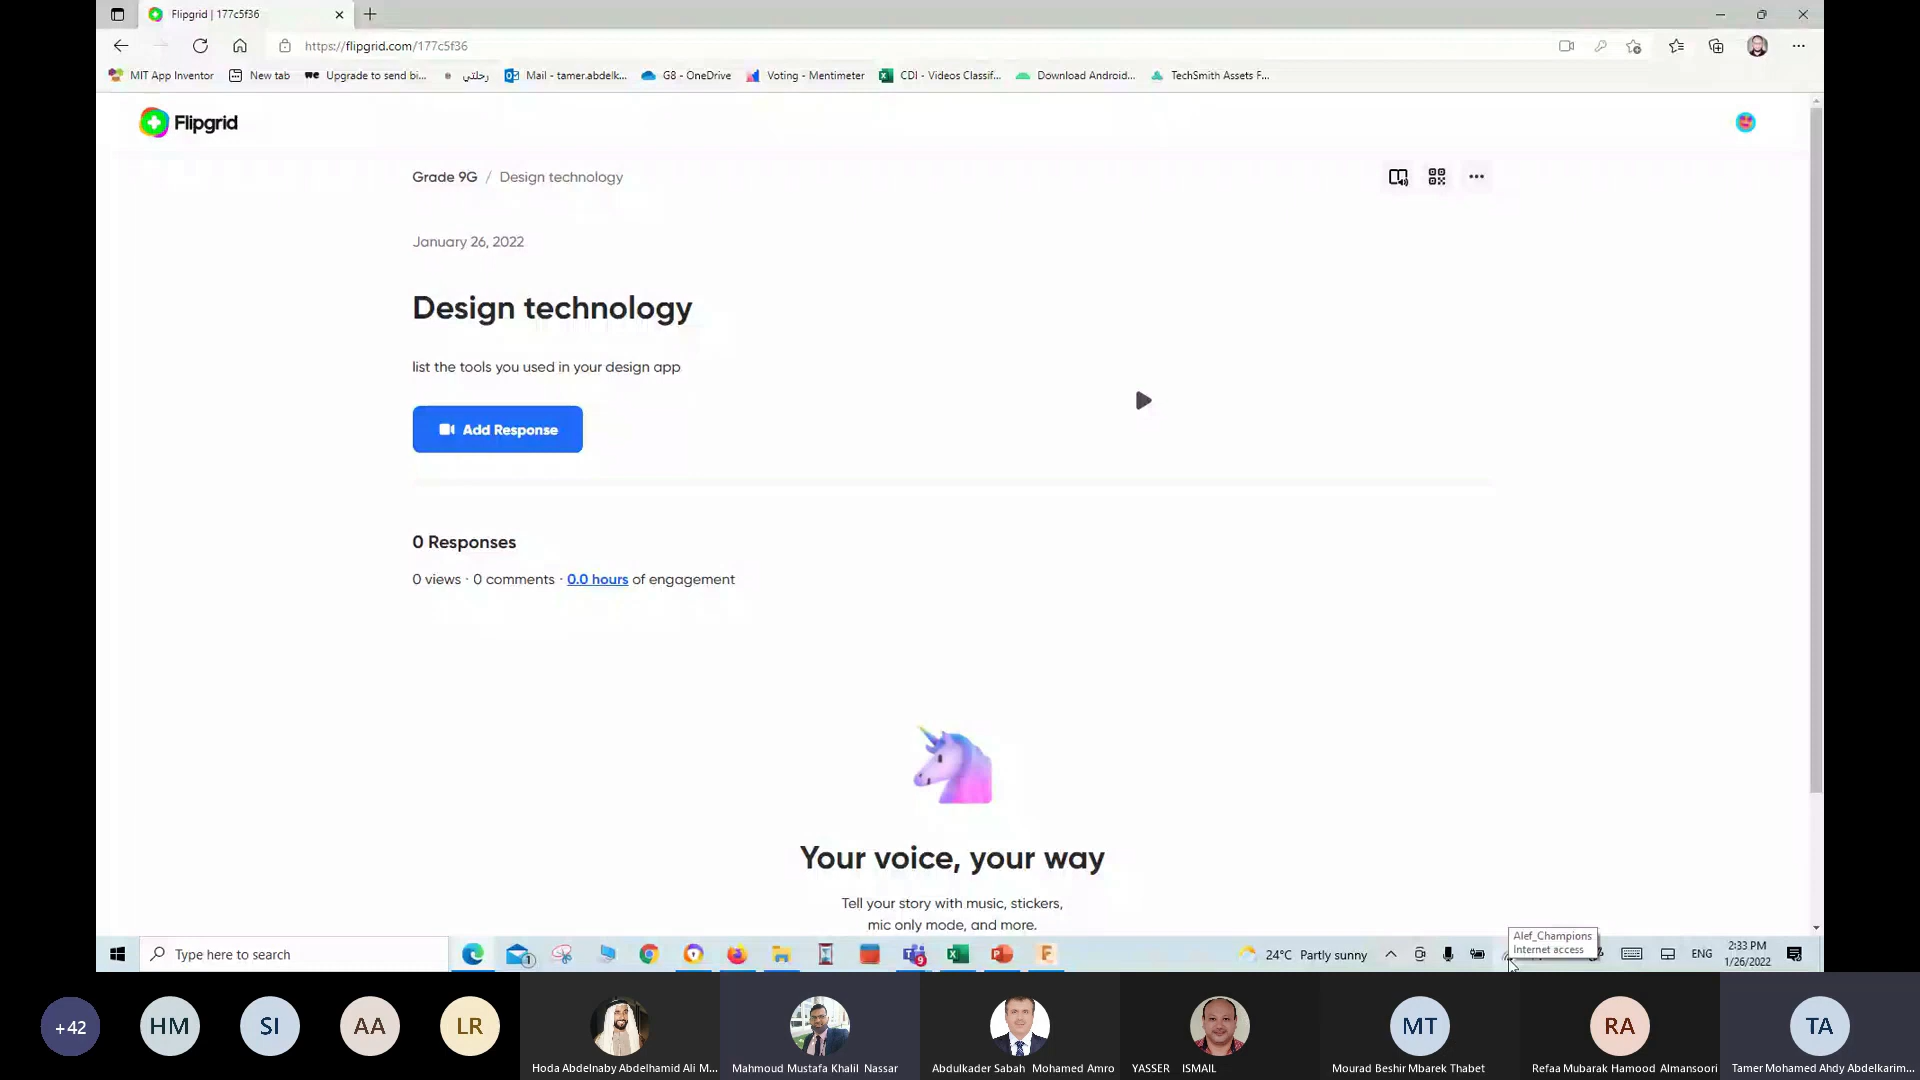 Flipgrid | 177c5f36
https://flipgrid.com/177c5f36
MIT App Inventor
New tab
Upgrade to send bi...
رحلتي
Mail - tamer.abdelk...
G8 - OneDrive
Voting - Mentimeter
CDI - Videos Classif...
Download Android...
TechSmith Assets F...
Flipgrid
Grade 9G / Design technology
January 26, 2022
Design technology
list the tools you used in your design app
Add Response
0 Responses
0 views · 0 comments · 0.0 hours of engagement
Your voice, your way
Tell your story with music, stickers,
mic only mode, and more.
Alef_Champions
Internet access
Type here to search
1
9
24°C Partly sunny
ENG
2:33 PM
1/26/2022
+42
HM
SI
AA
LR
MT
RA
TA
Hoda Abdelnaby Abdelhamid Ali M...
Mahmoud Mustafa Khalil Nassar
Abdulkader Sabah Mohamed Amro
YASSER ISMAIL
Mourad Beshir Mbarek Thabet
Refaa Mubarak Hamood Almansoori
Tamer Mohamed Ahdy Abdelkarim...